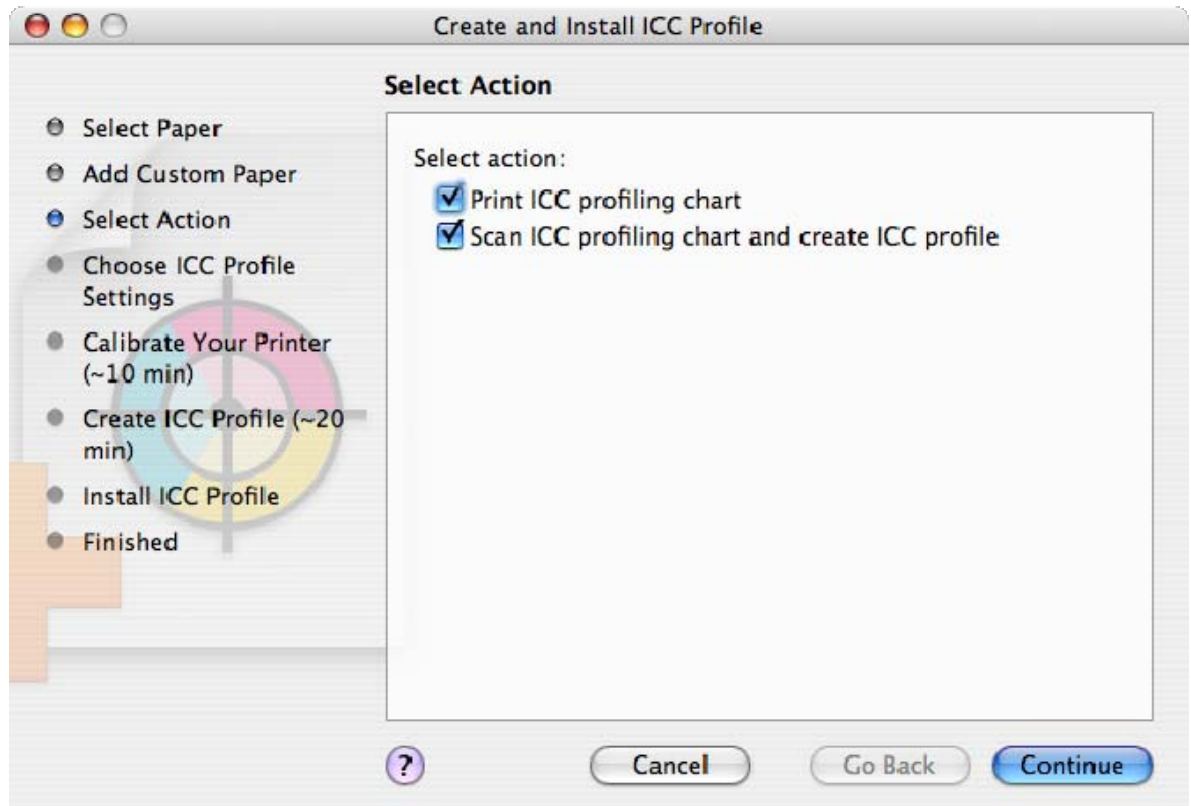 Create and Install ICC Profile
Select Action
Select Paper
Add Custom Paper
Select Action
Choose ICC Profile
Settings
Calibrate Your Printer
(~10 min)
Create ICC Profile (~20
min)
Install ICC Profile
Finished
Select action:
Print ICC profiling chart
Scan ICC profiling chart and create ICC profile
?
Cancel
Go Back
Continue